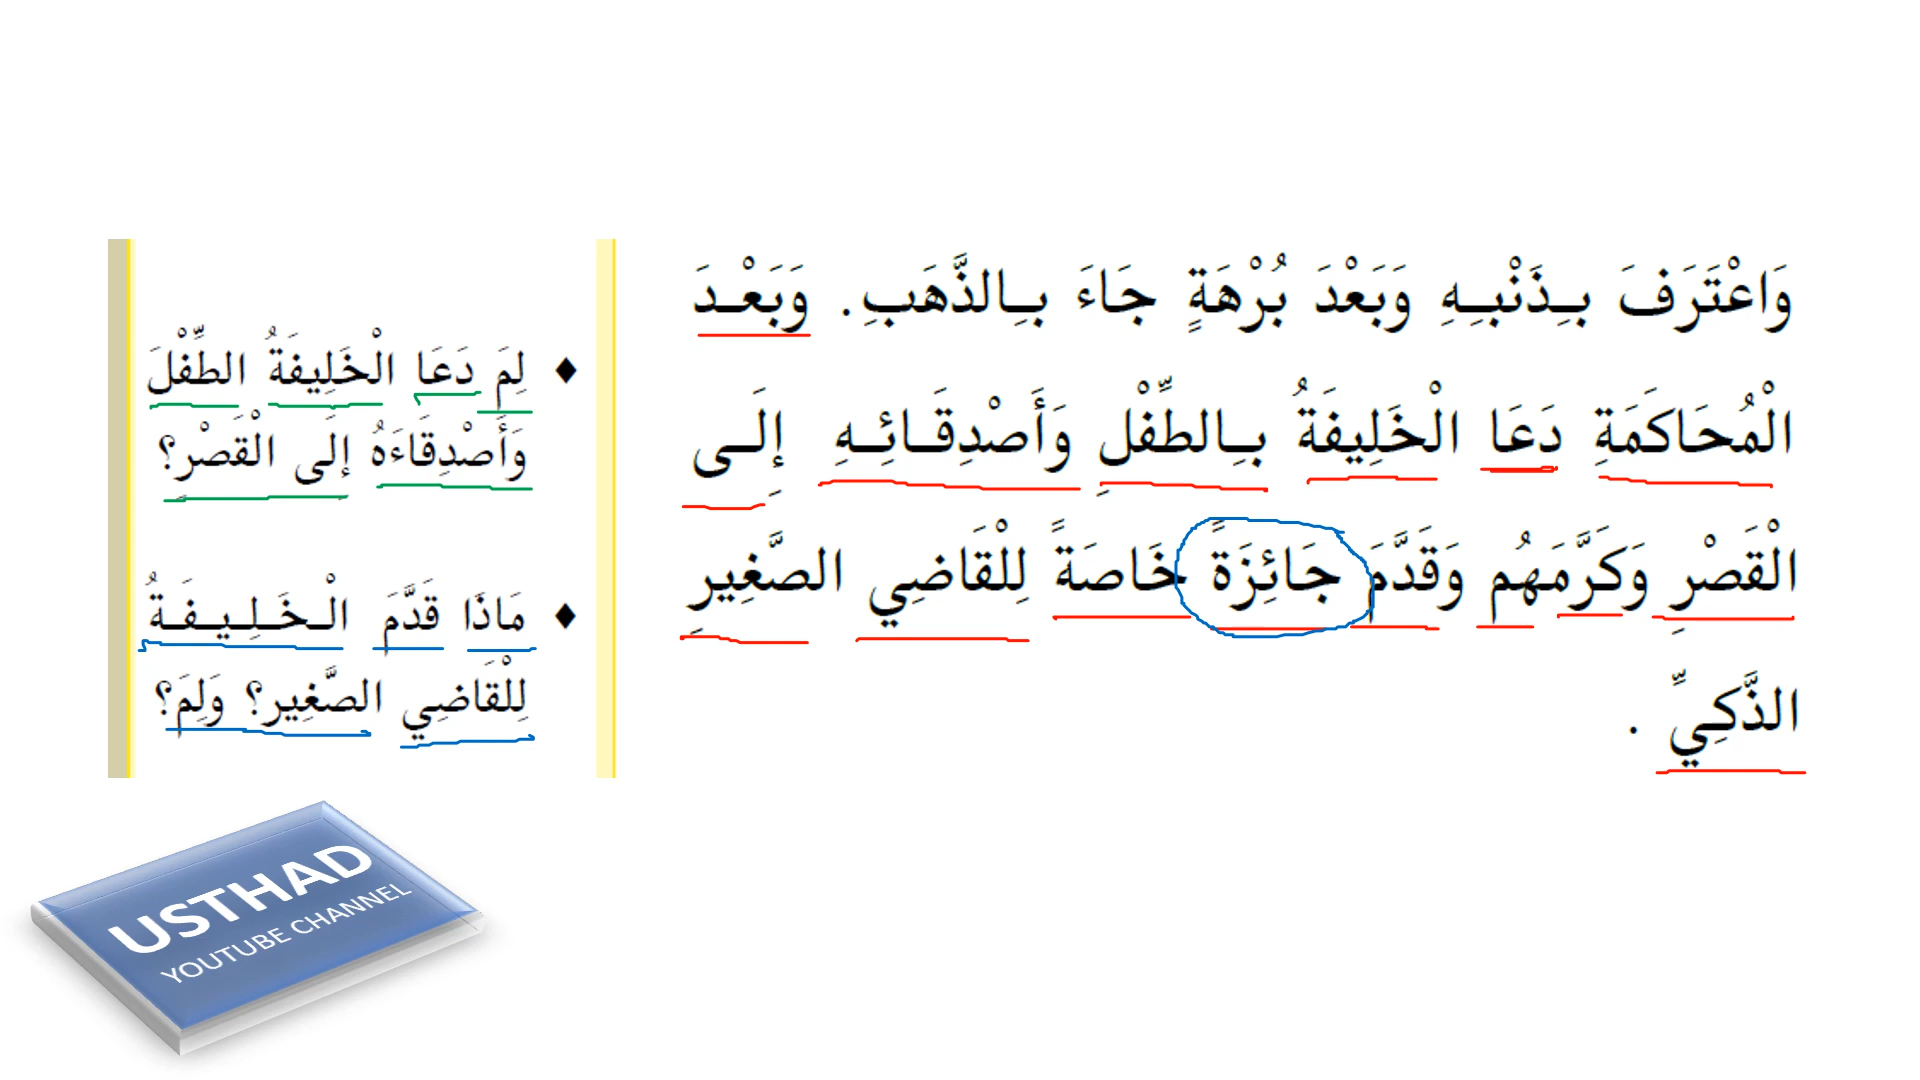 وَاعْتَرَفَ بِذَنْبِهِ وَبَعْدَ بُرْهَةٍ جَاءَ بِالذَّهَبِ. وَبَعْدَ
الْمُحَاكَمَةِ دَعَا الْخَلِيفَةُ بِالطِّفْلِ وَأَصْدِقَائِهِ إِلَى
الْقَصْرِ وَكَرَّمَهُم وَقَدَّمَ جَائِزَةً خَاصَةً لِلْقَاضِي الصَّغِيرِ
الذَّكِيِّ .
♦ لِمَ دَعَا الْخَلِيفَةُ الطِّفْلَ
وَأَصْدِقَاءَهُ إِلَى الْقَصْرِ؟
♦ مَاذَا قَدَّمَ الْخَلِيفَةُ
لِلْقَاضِي الصَّغِير؟ وَلِمَ؟
USTHAD
YOUTUBE CHANNEL